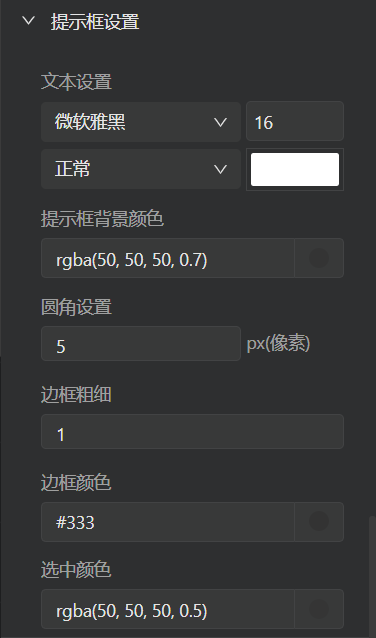 提示框设置
文本设置
微软雅黑 16
正常
提示框背景颜色
rgba(50, 50, 50, 0.7)
圆角设置
5 px(像素)
边框粗细
1
边框颜色
#333
选中颜色
rgba(50, 50, 50, 0.5)